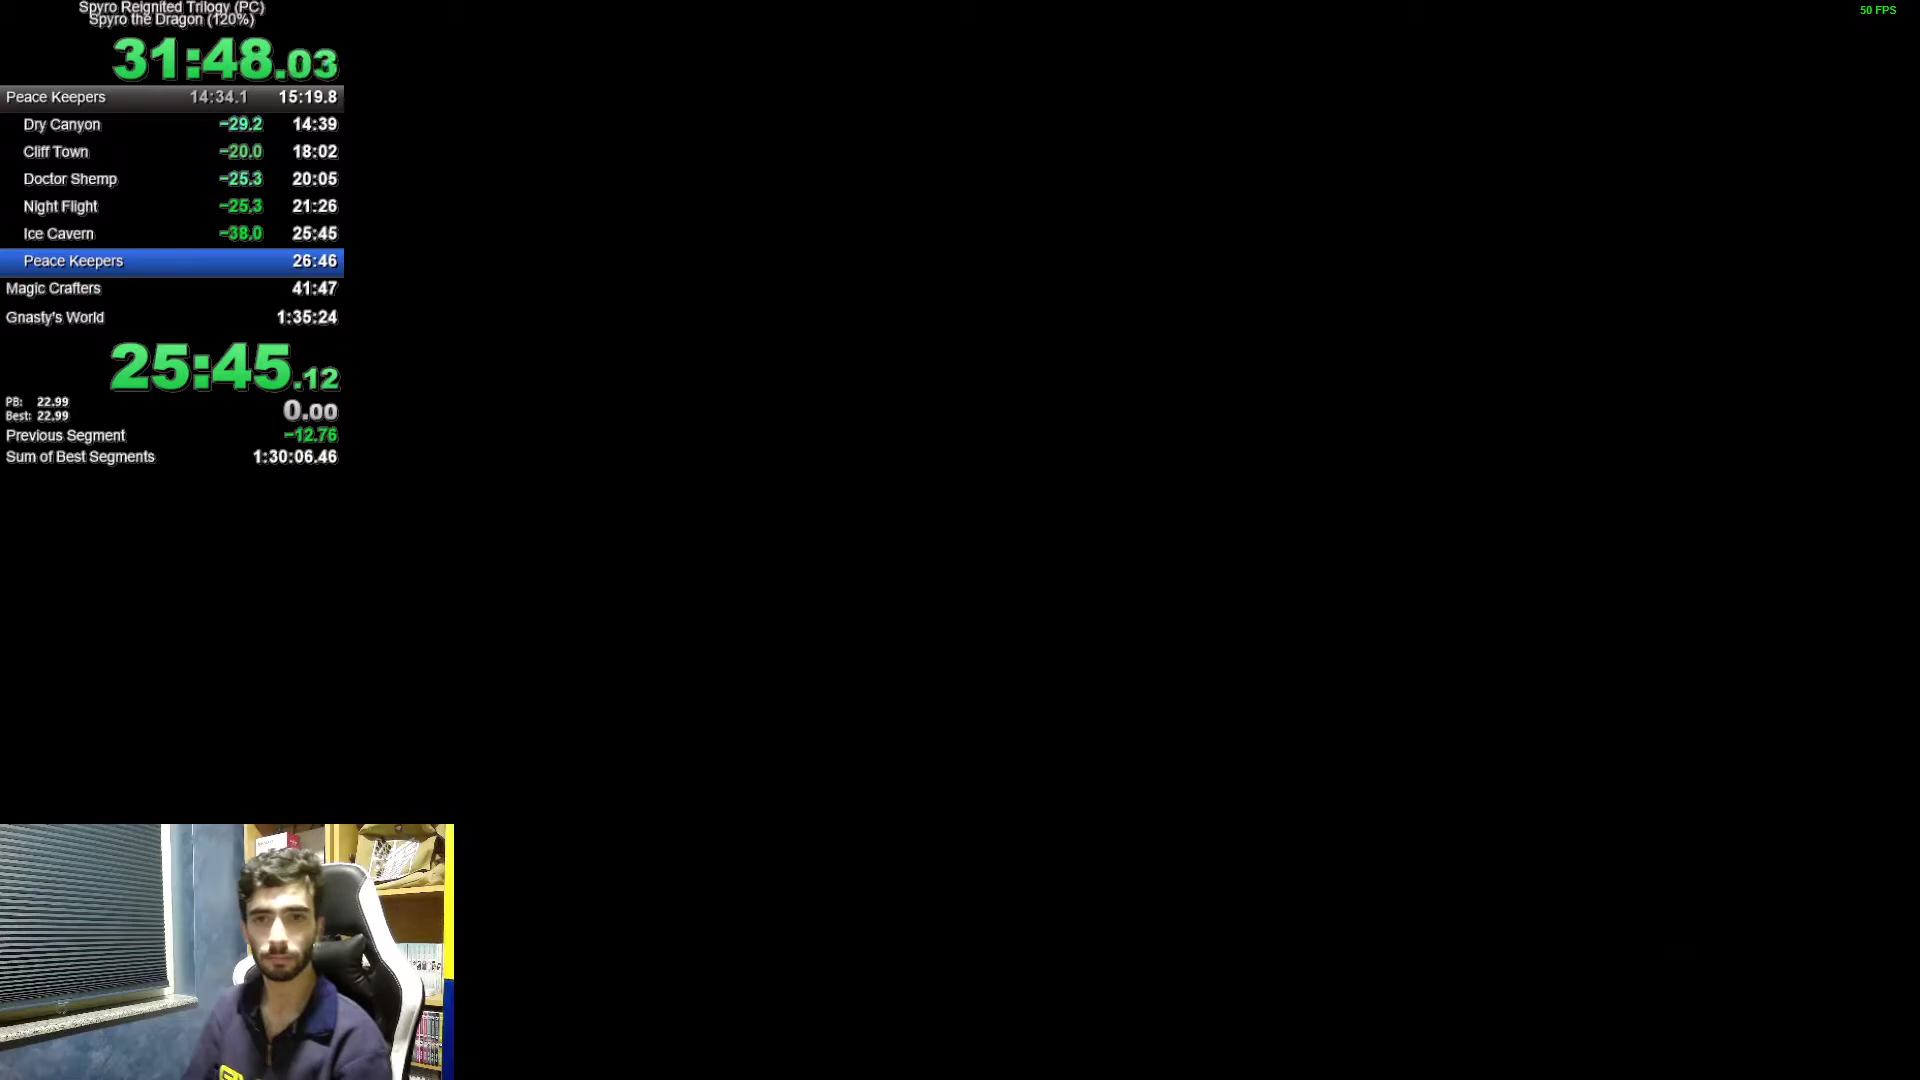 Spyro Reignited Trilogy (PC)
Spyro the Dragon (120%)
50 FPS
31:48.03
Peace Keepers 14:34.1 15:19.8
Dry Canyon −29.2 14:39
Cliff Town −20.0 18:02
Doctor Shemp −25.3 20:05
Night Flight −25.3 21:26
Ice Cavern −38.0 25:45
Peace Keepers 26:46
Magic Crafters 41:47
Gnasty's World 1:35:24
25:45.12
PB: 22.99
Best: 22.99
0.00
Previous Segment −12.76
Sum of Best Segments 1:30:06.46